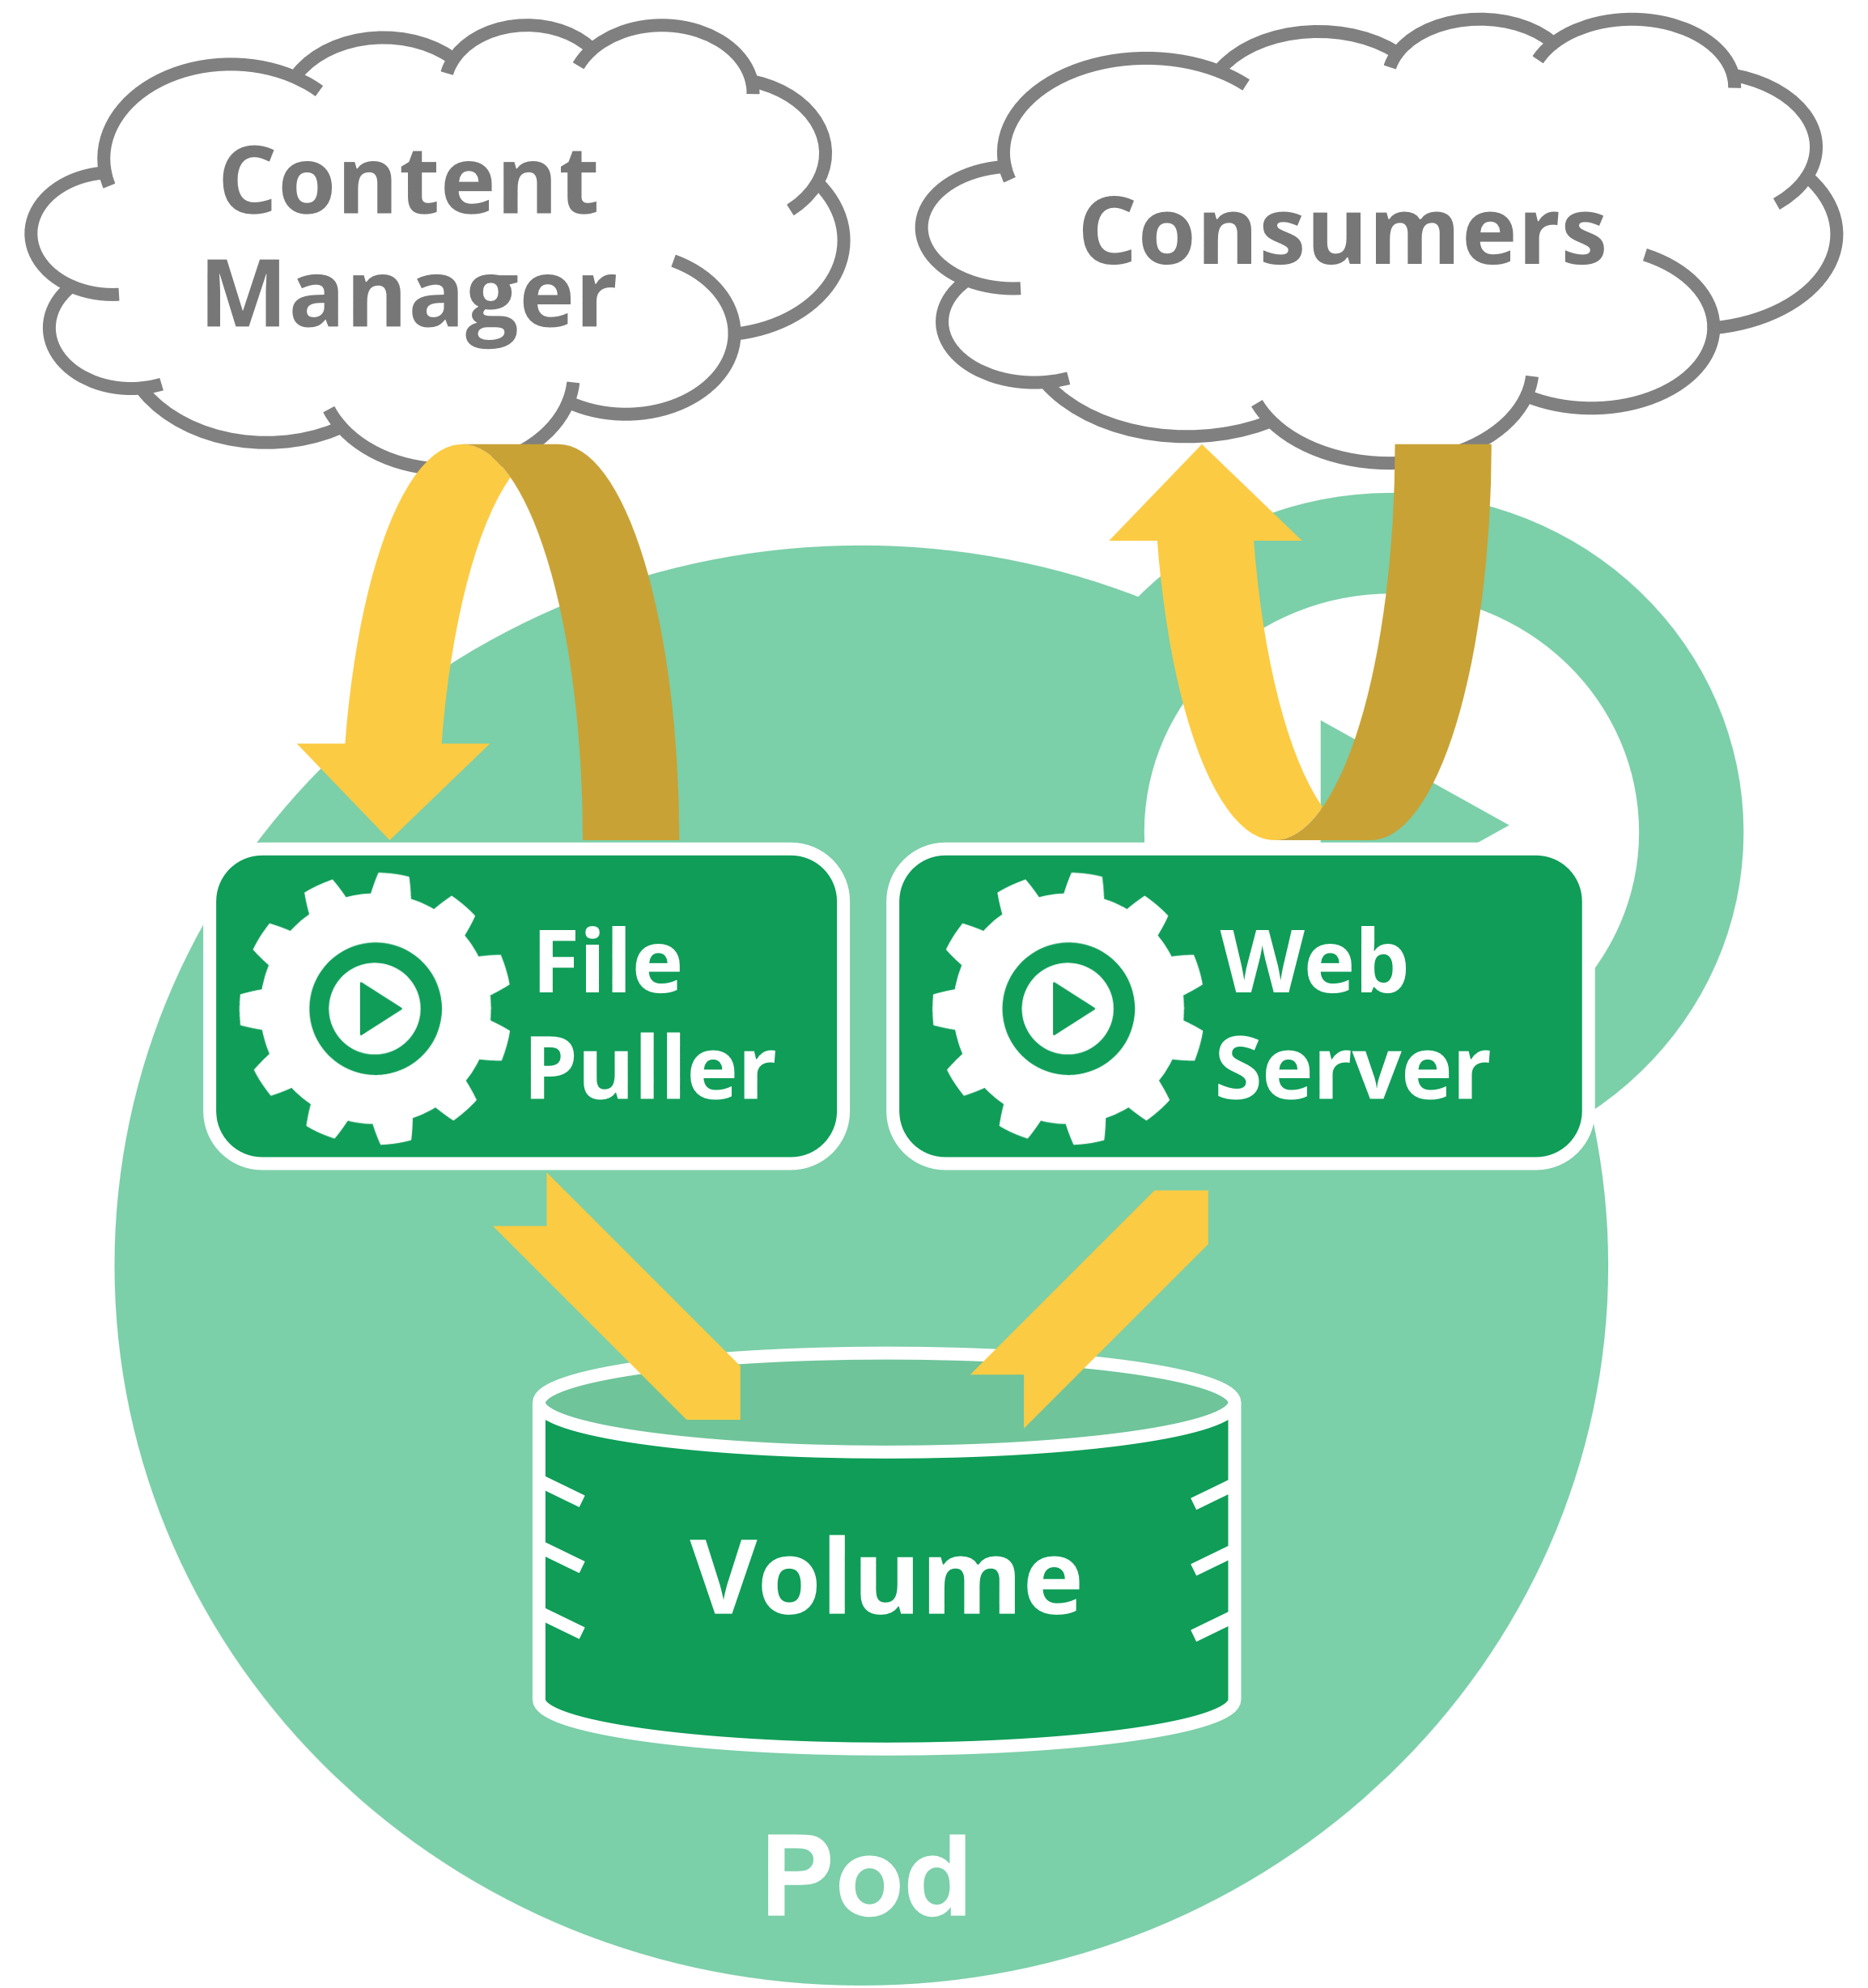 Content
Manager
Consumers
File
Puller
Web
Server
Volume
Pod